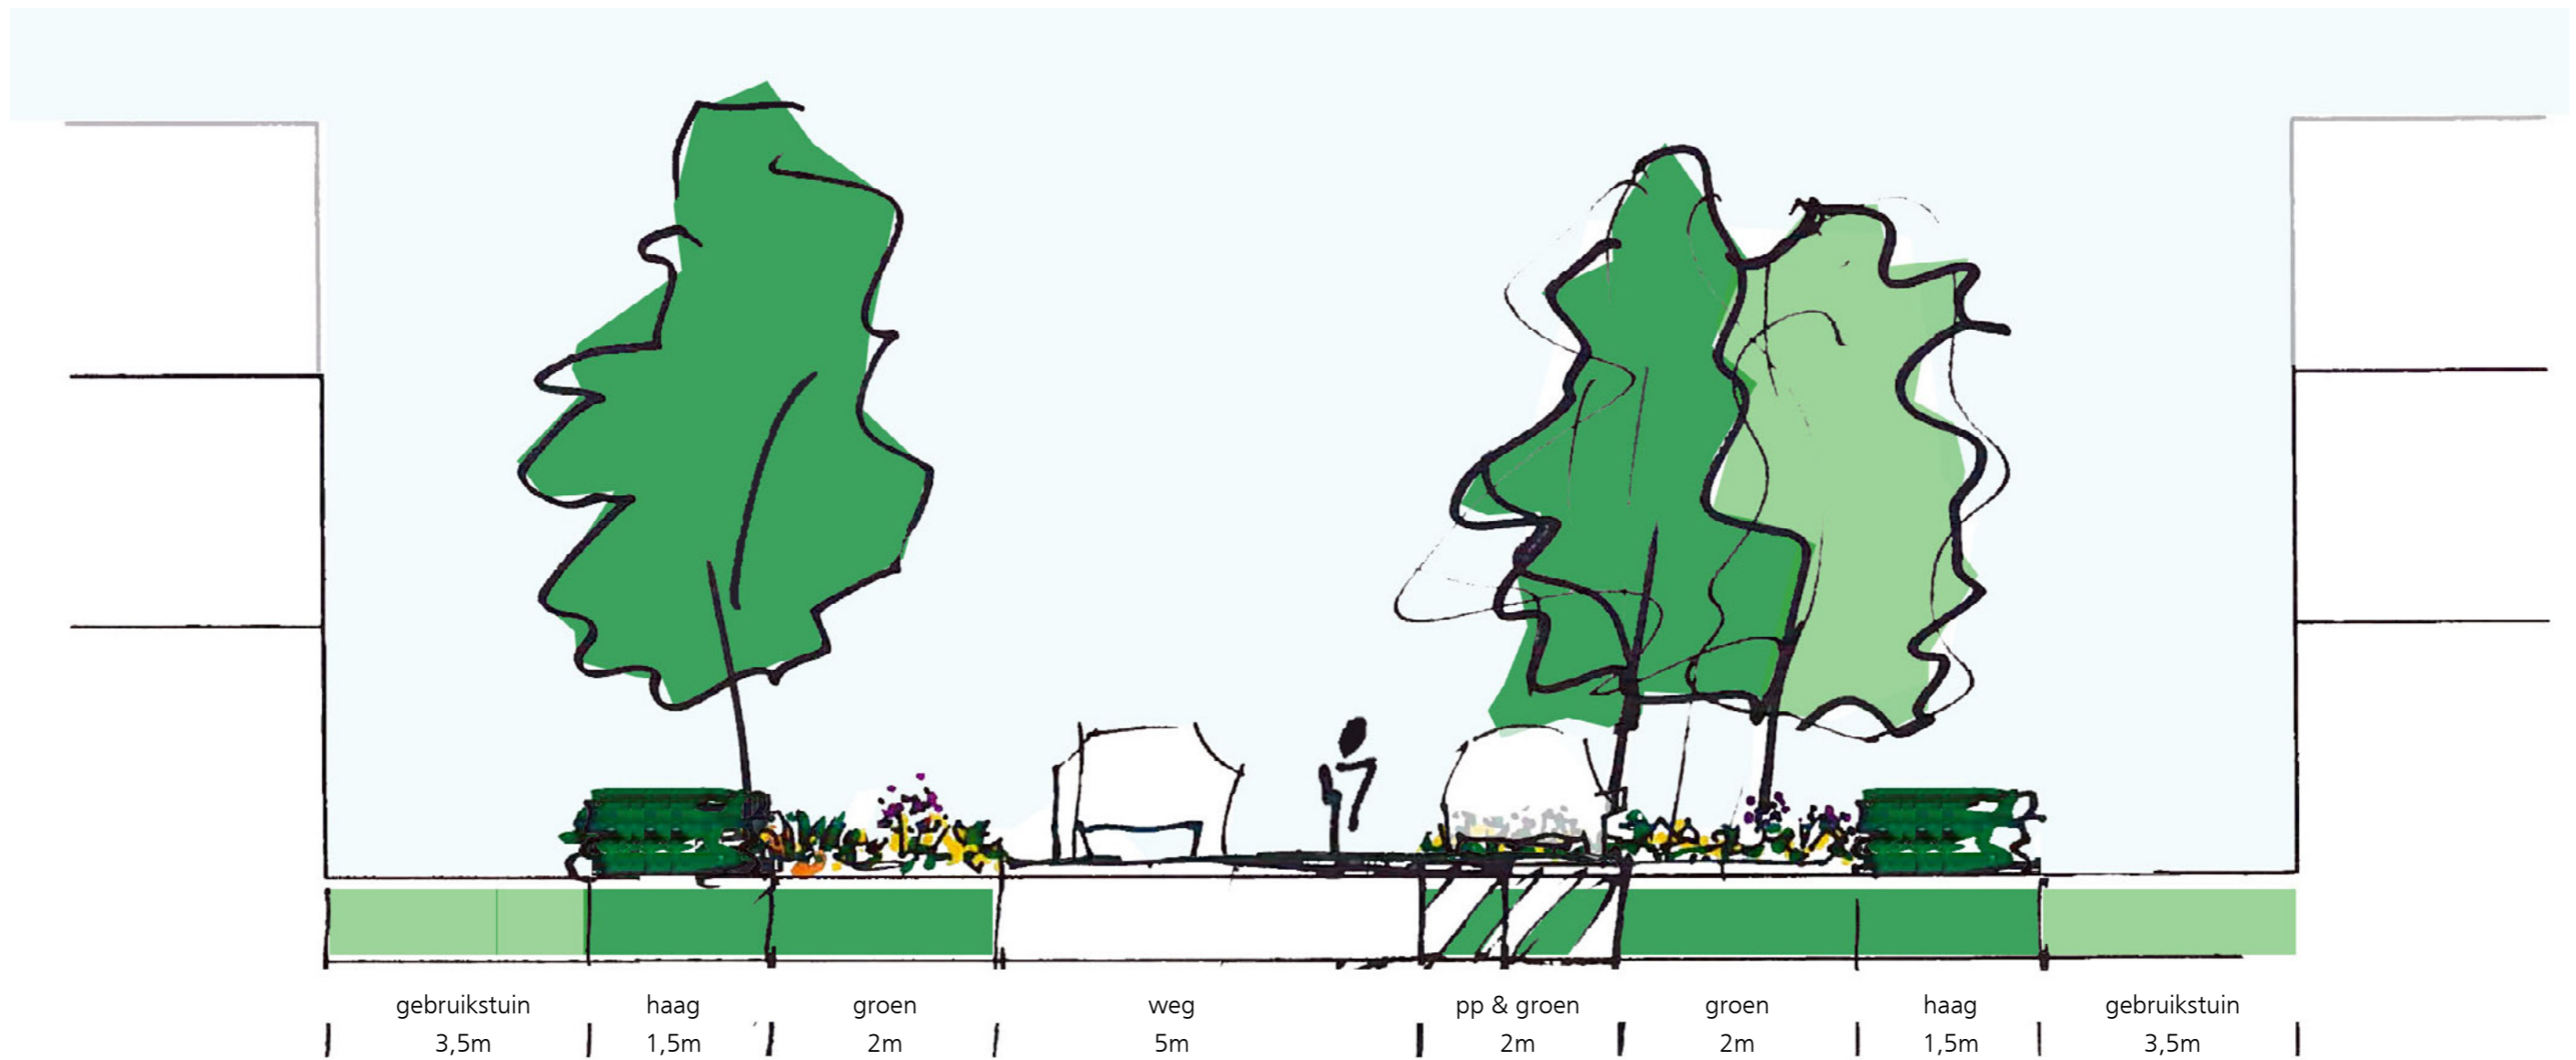 gebruikstuin haag groen weg pp & groen groen haag gebruikstuin
3,5m 1,5m 2m 5m 2m 2m 1,5m 3,5m